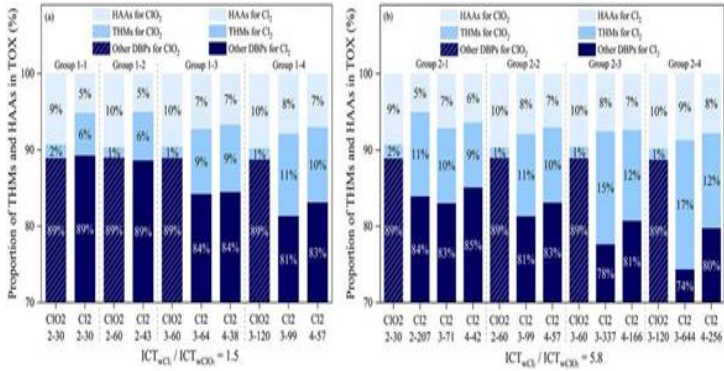 (a)
HAAs for ClO₂ HAAs for Cl₂
THMs for ClO₂ THMs for Cl₂
Other DBPs for ClO₂ Other DBPs for Cl₂
Group 1-1 Group 1-2 Group 1-3 Group 1-4
Proportion of THMs and HAAs in TOX (%)
100
90
80
70
9% 5% 10% 5% 10% 7% 7% 10% 8% 7%
2% 6% 1% 6% 1% 9% 9% 1% 11% 10%
89% 89% 89% 89% 89% 84% 84% 89% 81% 83%
ClO2 Cl2 ClO2 Cl2 ClO2 Cl2 Cl2 ClO2 Cl2 Cl2
2-30 2-30 2-60 2-43 3-60 3-64 4-38 3-120 3-99 4-57
ICTwCl₂ / ICTwClO₂ = 1.5
(b)
HAAs for ClO₂ HAAs for Cl₂
THMs for ClO₂ THMs for Cl₂
Other DBPs for ClO₂ Other DBPs for Cl₂
Group 2-1 Group 2-2 Group 2-3 Group 2-4
Proportion of THMs and HAAs in TOX (%)
100
90
80
70
9% 5% 7% 6% 10% 8% 7% 10% 8% 7% 10% 9% 8%
2% 11% 10% 9% 1% 11% 10% 1% 15% 12% 1% 17% 12%
89% 84% 83% 85% 89% 81% 83% 89% 78% 81% 89% 74% 80%
ClO2 Cl2 Cl2 Cl2 ClO2 Cl2 Cl2 ClO2 Cl2 Cl2 ClO2 Cl2 Cl2
2-30 2-207 3-71 4-42 2-60 3-99 4-57 3-60 3-337 4-166 3-120 3-644 4-256
ICTwCl₂ / ICTwClO₂ = 5.8